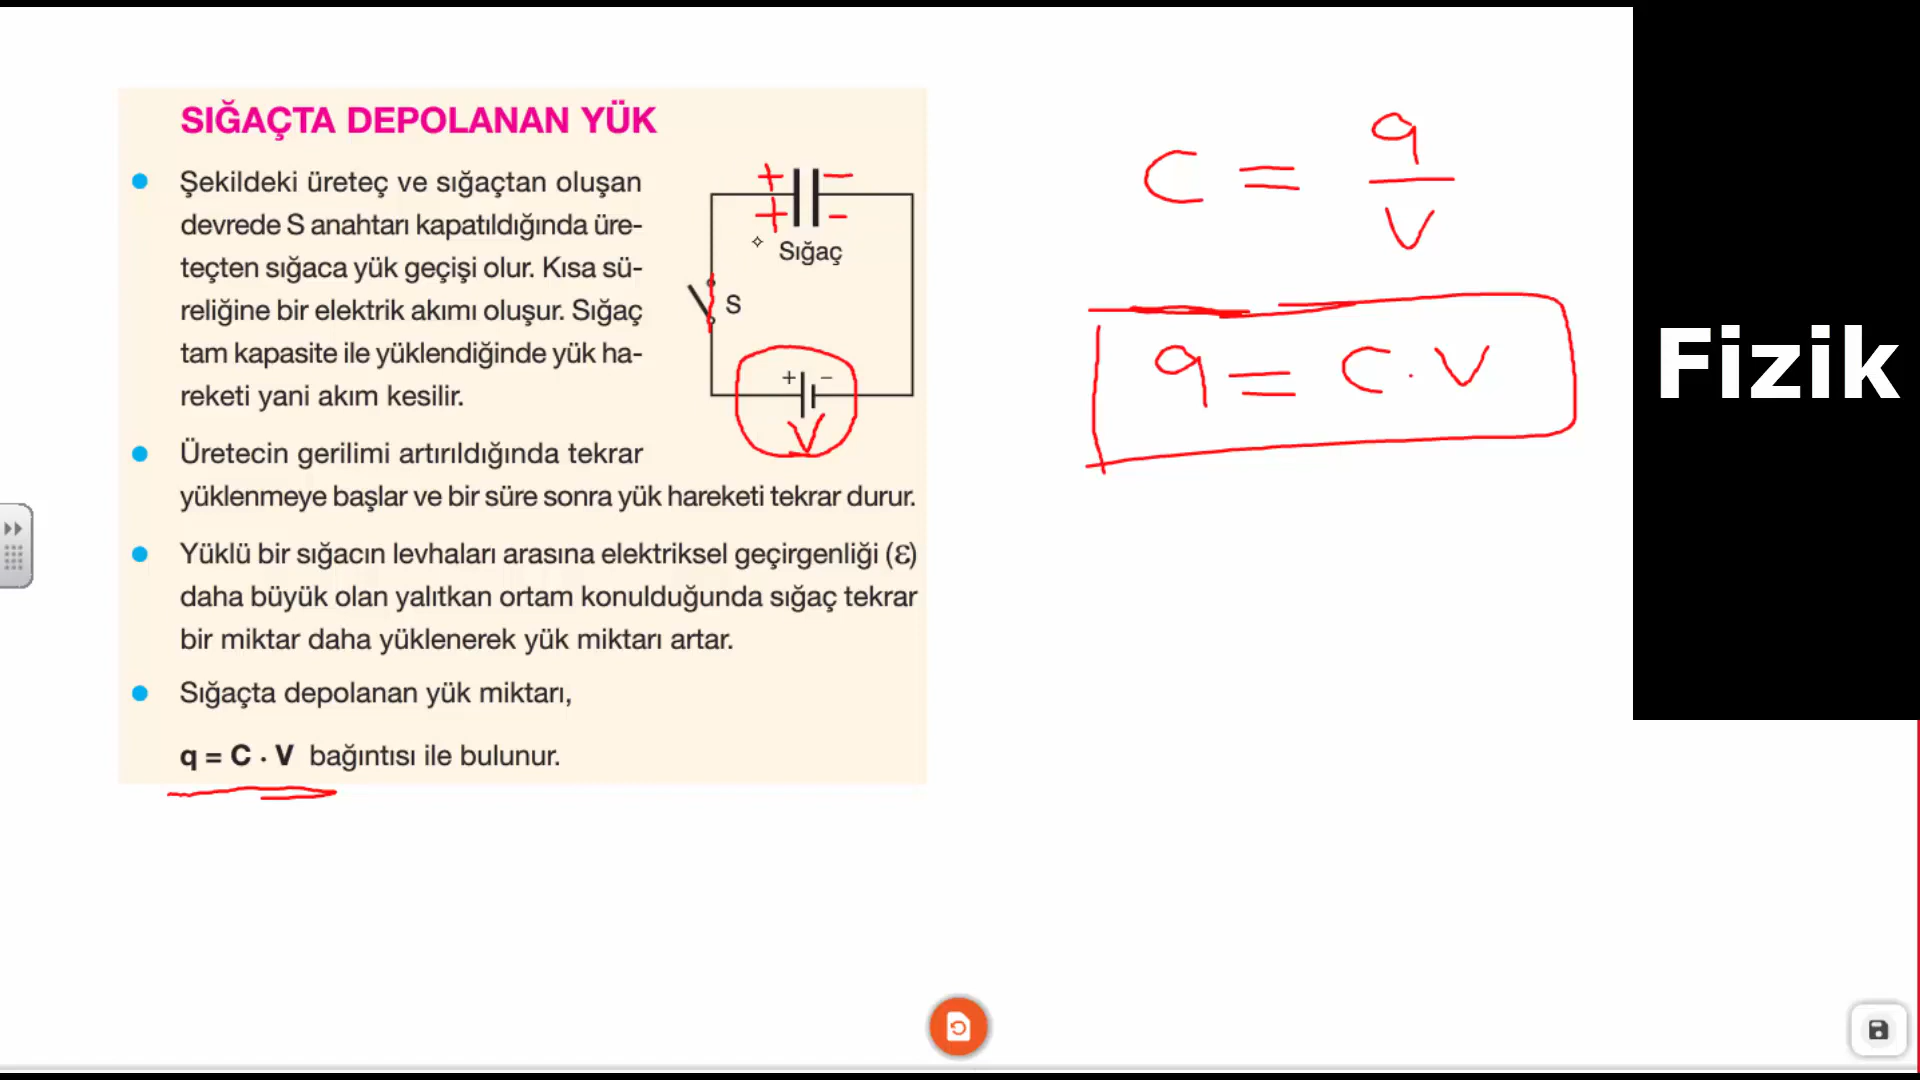 SIĞAÇTA DEPOLANAN YÜK
Şekildeki üreteç ve sığaçtan oluşan
devrede S anahtarı kapatıldığında üre-
teçten sığaca yük geçişi olur. Kısa sü-
reliğine bir elektrik akımı oluşur. Sığaç
tam kapasite ile yüklendiğinde yük ha-
reketi yani akım kesilir.
Üretecin gerilimi artırıldığında tekrar
yüklenmeye başlar ve bir süre sonra yük hareketi tekrar durur.
Yüklü bir sığacın levhaları arasına elektriksel geçirgenliği (ε)
daha büyük olan yalıtkan ortam konulduğunda sığaç tekrar
bir miktar daha yüklenerek yük miktarı artar.
Sığaçta depolanan yük miktarı,
q = C . V bağıntısı ile bulunur.
+ −
+ −
Sığaç
S
+ −
V
C = q
V
q = C . V
Fizik